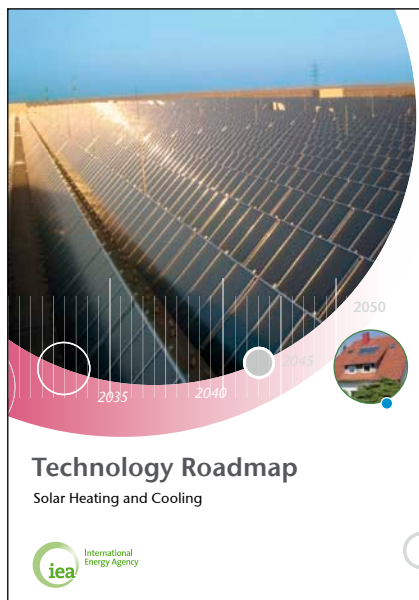 2050
2045
2040
2035
Technology Roadmap
Solar Heating and Cooling
iea
International
Energy Agency